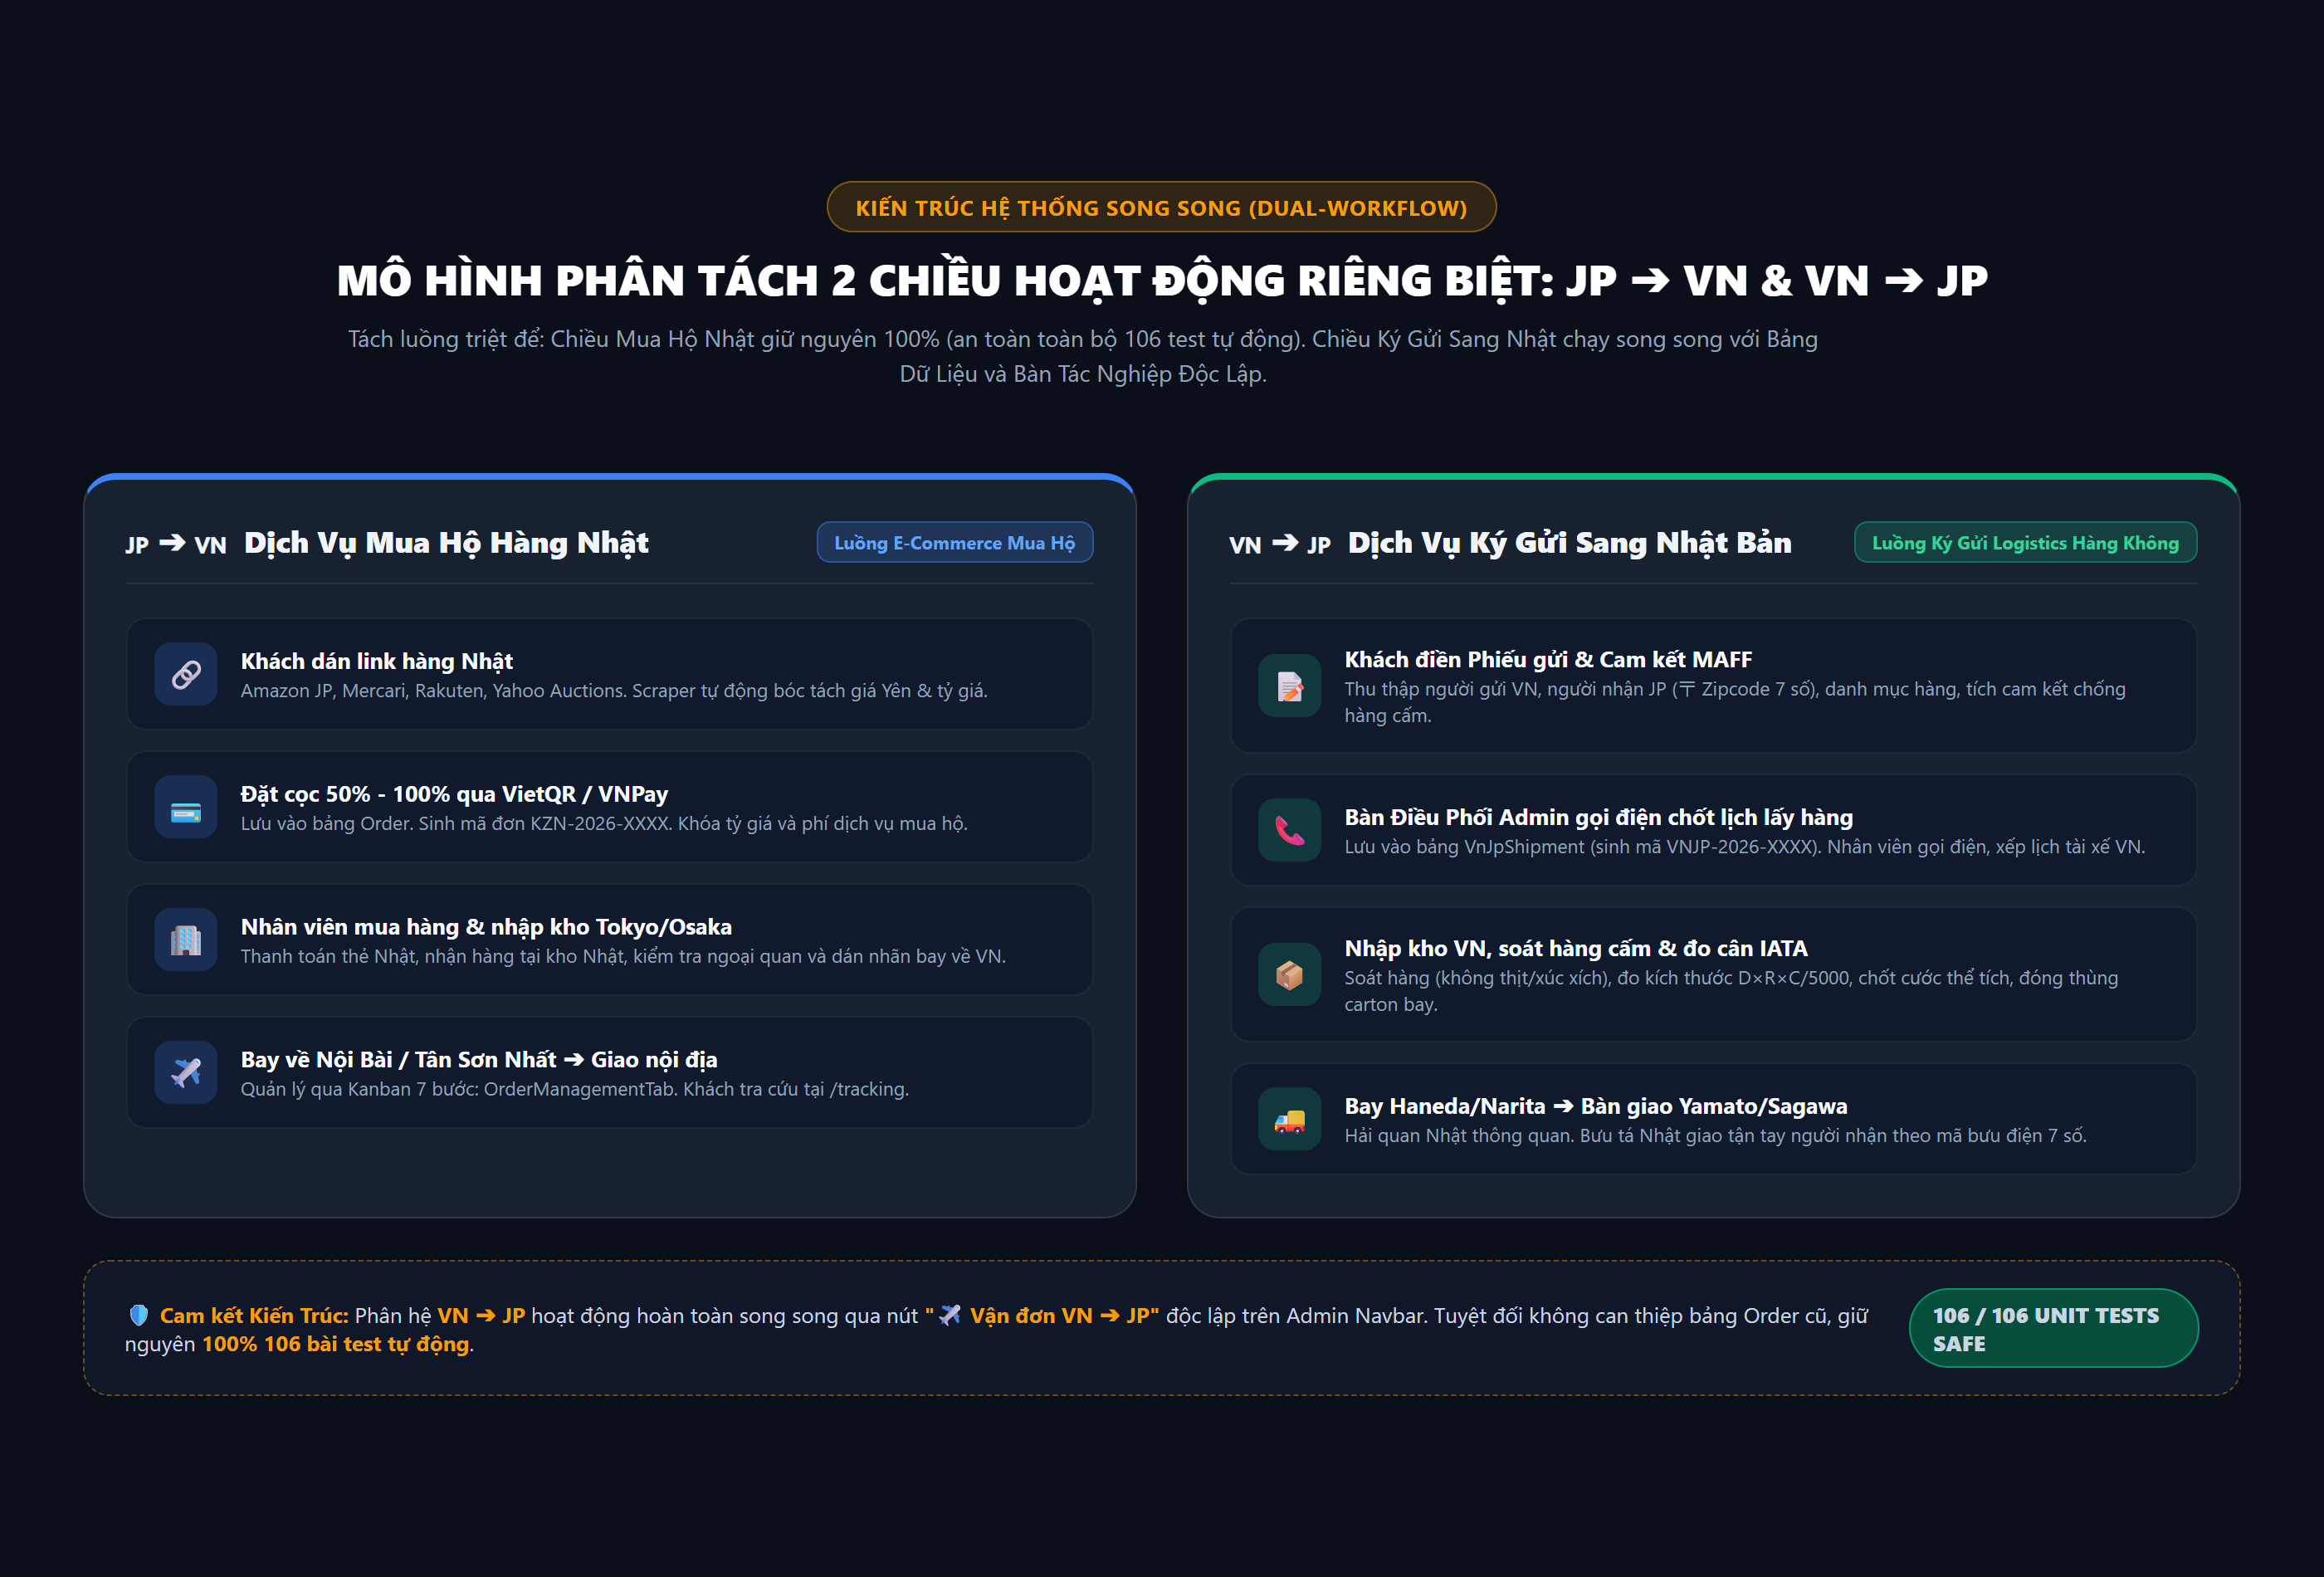 KIẾN TRÚC HỆ THỐNG SONG SONG (DUAL-WORKFLOW)
MÔ HÌNH PHÂN TÁCH 2 CHIỀU HOẠT ĐỘNG RIÊNG BIỆT: JP ➔ VN & VN ➔ JP
Tách luồng triệt để: Chiều Mua Hộ Nhật giữ nguyên 100% (an toàn toàn bộ 106 test tự động). Chiều Ký Gửi Sang Nhật chạy song song với Bảng
Dữ Liệu và Bàn Tác Nghiệp Độc Lập.
JP ➔ VN Dịch Vụ Mua Hộ Hàng Nhật
Luồng E-Commerce Mua Hộ
Khách dán link hàng Nhật
Amazon JP, Mercari, Rakuten, Yahoo Auctions. Scraper tự động bóc tách giá Yên & tỷ giá.
Đặt cọc 50% - 100% qua VietQR / VNPay
Lưu vào bảng Order. Sinh mã đơn KZN-2026-XXXX. Khóa tỷ giá và phí dịch vụ mua hộ.
Nhân viên mua hàng & nhập kho Tokyo/Osaka
Thanh toán thẻ Nhật, nhận hàng tại kho Nhật, kiểm tra ngoại quan và dán nhãn bay về VN.
Bay về Nội Bài / Tân Sơn Nhất ➔ Giao nội địa
Quản lý qua Kanban 7 bước: OrderManagementTab. Khách tra cứu tại /tracking.
VN ➔ JP Dịch Vụ Ký Gửi Sang Nhật Bản
Luồng Ký Gửi Logistics Hàng Không
Khách điền Phiếu gửi & Cam kết MAFF
Thu thập người gửi VN, người nhận JP (〒 Zipcode 7 số), danh mục hàng, tích cam kết chống
hàng cấm.
Bàn Điều Phối Admin gọi điện chốt lịch lấy hàng
Lưu vào bảng VnJpShipment (sinh mã VNJP-2026-XXXX). Nhân viên gọi điện, xếp lịch tài xế VN.
Nhập kho VN, soát hàng cấm & đo cân IATA
Soát hàng (không thịt/xúc xích), đo kích thước D×R×C/5000, chốt cước thể tích, đóng thùng
carton bay.
Bay Haneda/Narita ➔ Bàn giao Yamato/Sagawa
Hải quan Nhật thông quan. Bưu tá Nhật giao tận tay người nhận theo mã bưu điện 7 số.
🛡️ Cam kết Kiến Trúc: Phân hệ VN ➔ JP hoạt động hoàn toàn song song qua nút "✈️ Vận đơn VN ➔ JP" độc lập trên Admin Navbar. Tuyệt đối không can thiệp bảng Order cũ, giữ
nguyên 100% 106 bài test tự động.
106 / 106 UNIT TESTS
SAFE